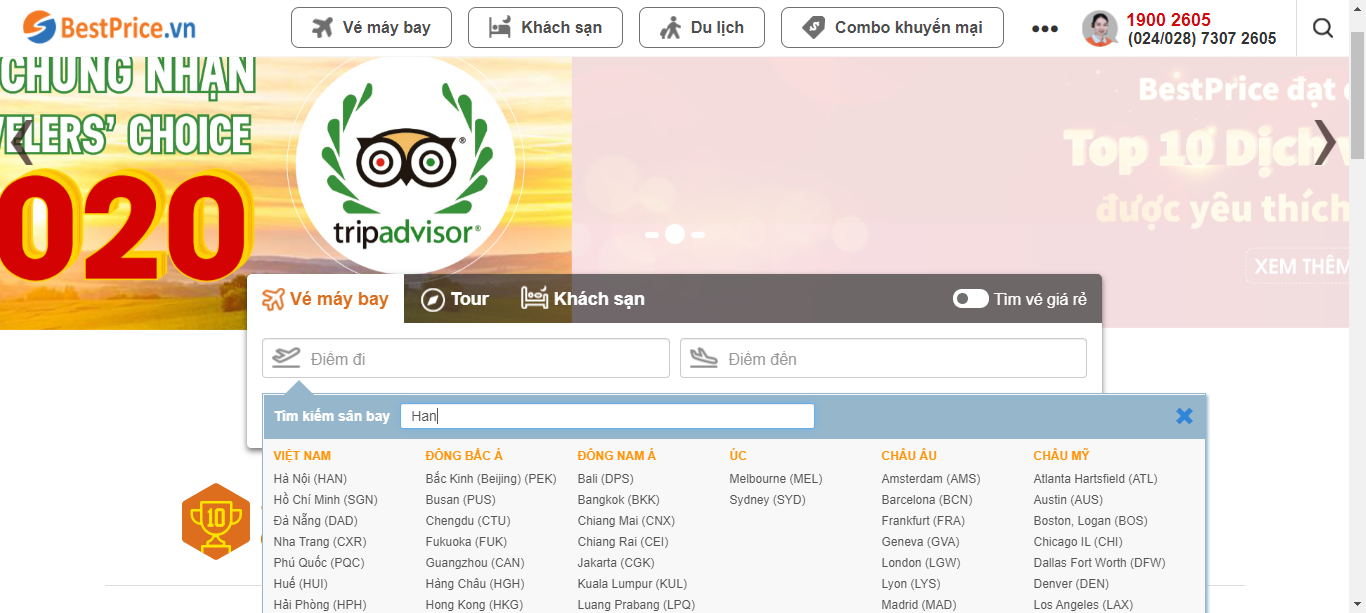 BestPrice.vn
Vé máy bay
Khách sạn
Du lịch
Combo khuyến mại
1900 2605
(024/028) 7307 2605
CHỨNG NHẬN
VELERS' CHOICE
020
tripadvisor®
BestPrice đạt
Top 10 Dịch
được yêu thích
XEM THÊM
Vé máy bay
Tour
Khách sạn
Tìm vé giá rẻ
Điểm đi
Điểm đến
Tìm kiếm sân bay
Han
VIỆT NAM
Hà Nội (HAN)
Hồ Chí Minh (SGN)
Đà Nẵng (DAD)
Nha Trang (CXR)
Phú Quốc (PQC)
Huế (HUI)
Hải Phòng (HPH)
ĐÔNG BẮC Á
Bắc Kinh (Beijing) (PEK)
Busan (PUS)
Chengdu (CTU)
Fukuoka (FUK)
Guangzhou (CAN)
Hàng Châu (HGH)
Hong Kong (HKG)
ĐÔNG NAM Á
Bali (DPS)
Bangkok (BKK)
Chiang Mai (CNX)
Chiang Rai (CEI)
Jakarta (CGK)
Kuala Lumpur (KUL)
Luang Prabang (LPQ)
ÚC
Melbourne (MEL)
Sydney (SYD)
CHÂU ÂU
Amsterdam (AMS)
Barcelona (BCN)
Frankfurt (FRA)
Geneva (GVA)
London (LGW)
Lyon (LYS)
Madrid (MAD)
CHÂU MỸ
Atlanta Hartsfield (ATL)
Austin (AUS)
Boston, Logan (BOS)
Chicago IL (CHI)
Dallas Fort Worth (DFW)
Denver (DEN)
Los Angeles (LAX)
10